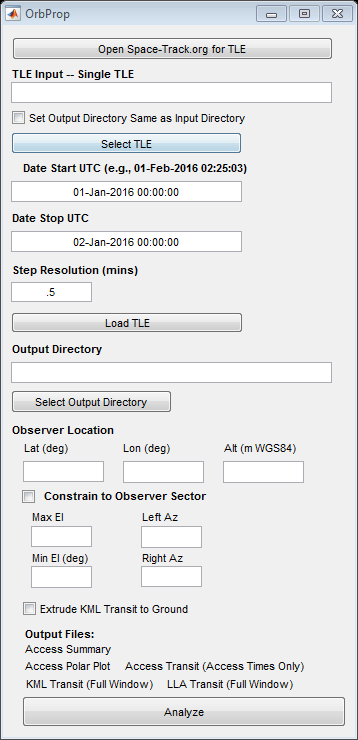 OrbProp
Open Space-Track.org for TLE
TLE Input -- Single TLE
Set Output Directory Same as Input Directory
Select TLE
Date Start UTC (e.g., 01-Feb-2016 02:25:03)
01-Jan-2016 00:00:00
Date Stop UTC
02-Jan-2016 00:00:00
Step Resolution (mins)
.5
Load TLE
Output Directory
Select Output Directory
Observer Location
Lat (deg) Lon (deg) Alt (m WGS84)
Constrain to Observer Sector
Max El Left Az
Min El (deg) Right Az
Extrude KML Transit to Ground
Output Files:
Access Summary
Access Polar Plot Access Transit (Access Times Only)
KML Transit (Full Window) LLA Transit (Full Window)
Analyze